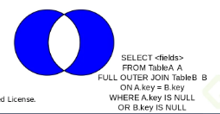 SELECT <fields>
FROM TableA A
FULL OUTER JOIN TableB B
ON A.key = B.key
WHERE A.key IS NULL
OR B.key IS NULL
ed License.